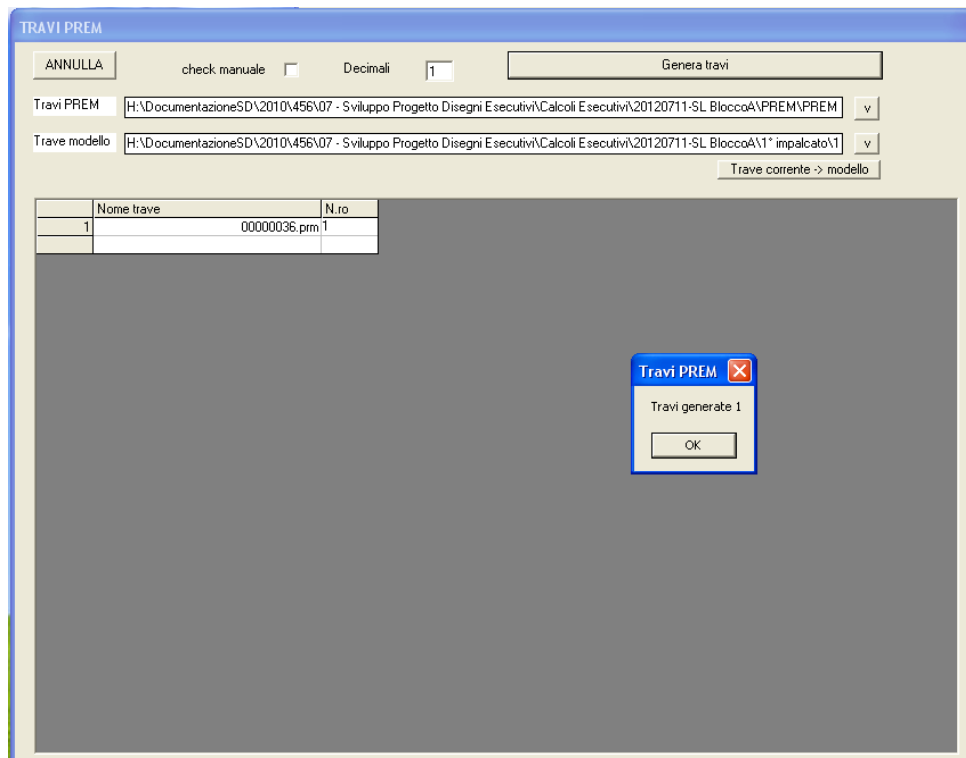 TRAVI PREM
ANNULLA
check manuale
Decimali
1
Genera travi
Travi PREM
H:\DocumentazioneSD\2010\456\07 - Sviluppo Progetto Disegni Esecutivi\Calcoli Esecutivi\20120711-SL BloccoA\PREM\PREM
v
Trave modello
H:\DocumentazioneSD\2010\456\07 - Sviluppo Progetto Disegni Esecutivi\Calcoli Esecutivi\20120711-SL BloccoA\1° impalcato\1
v
Trave corrente -> modello
Nome trave N.ro
1 00000036.prm 1
Travi PREM
Travi generate 1
OK